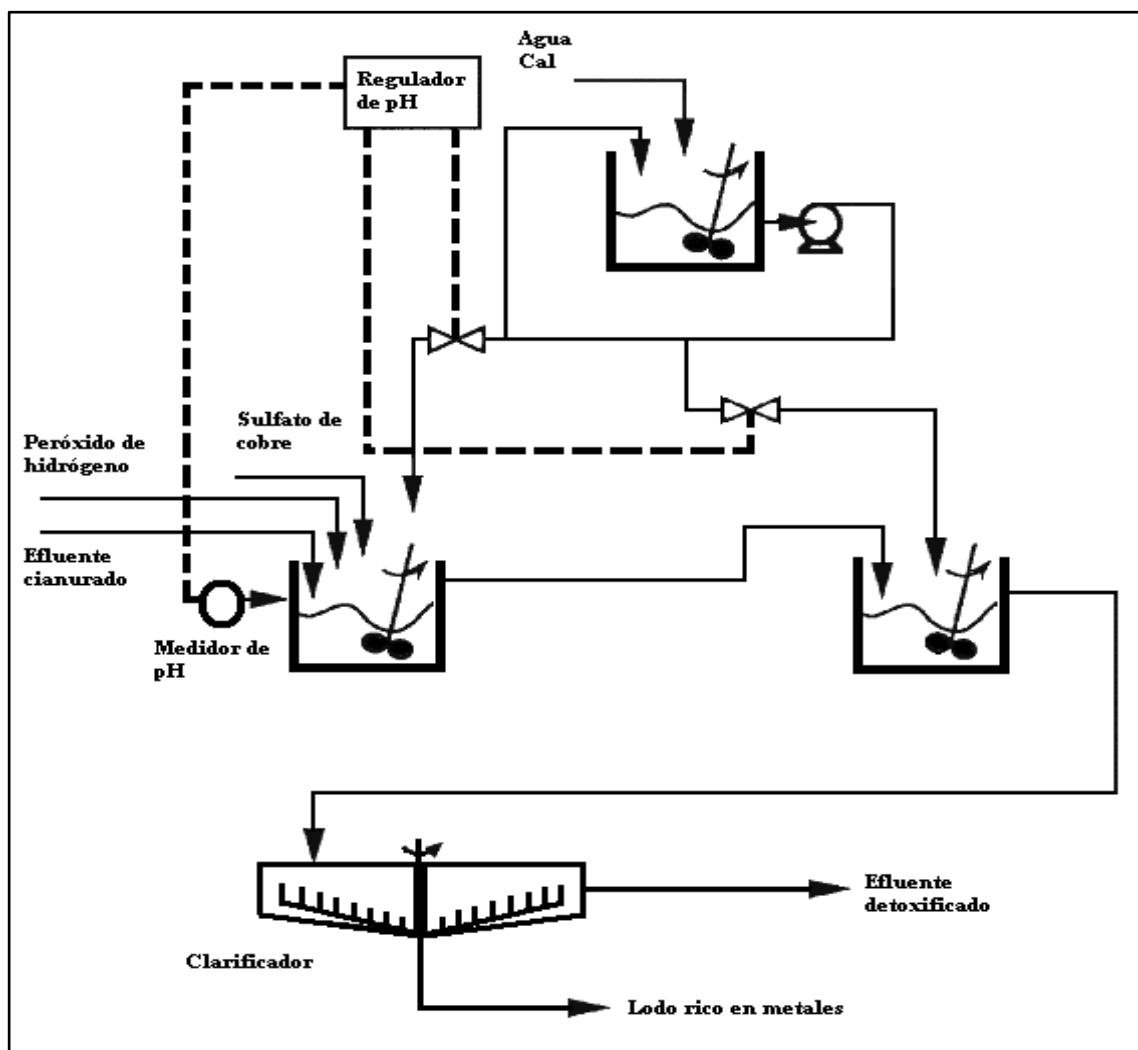 Agua
Cal
Regulador
de pH
Sulfato de
cobre
Peróxido de
hidrógeno
Efluente
cianurado
Medidor de
pH
Efluente
detoxificado
Clarificador
Lodo rico en metales